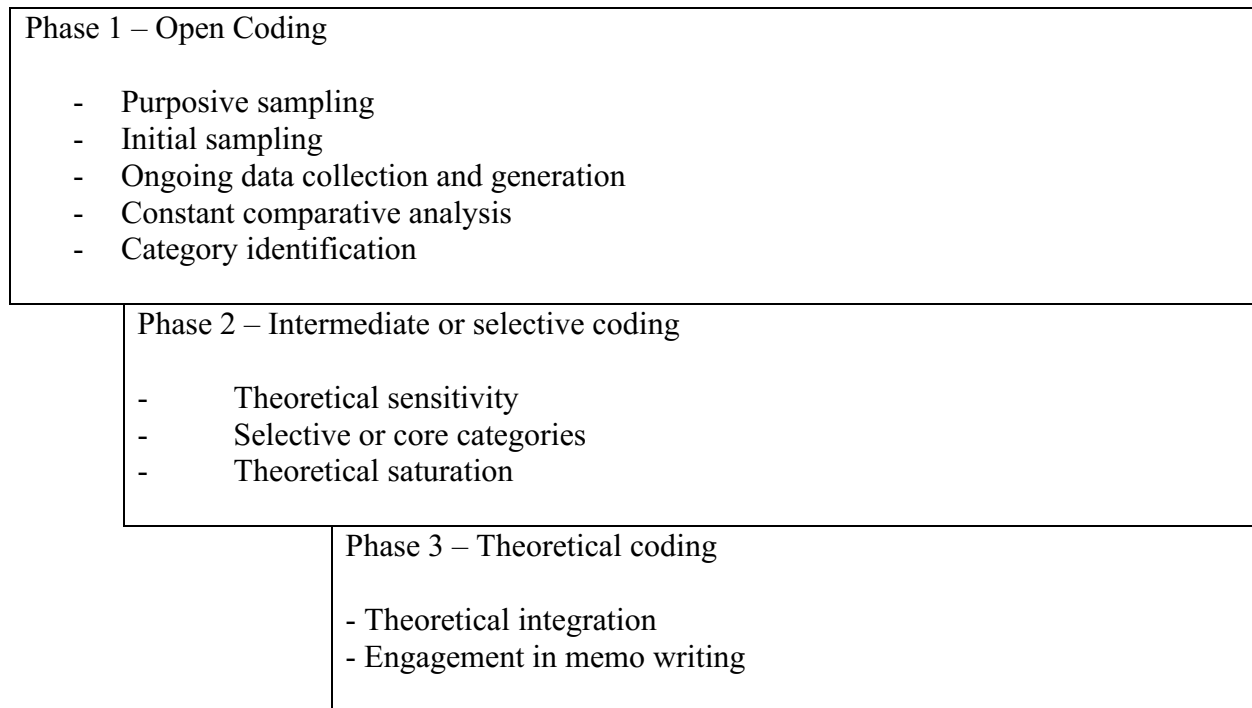 Phase 1 – Open Coding
- Purposive sampling
- Initial sampling
- Ongoing data collection and generation
- Constant comparative analysis
- Category identification
Phase 2 – Intermediate or selective coding
- Theoretical sensitivity
- Selective or core categories
- Theoretical saturation
Phase 3 – Theoretical coding
- Theoretical integration
- Engagement in memo writing